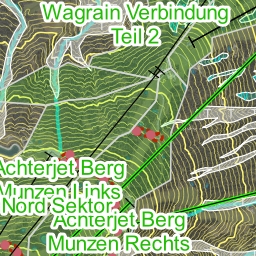 Wagrain Verbindung
Teil 2
Achterjet Berg
Munzen Links
Nord Sektor
Achterjet Berg
Munzen Rechts